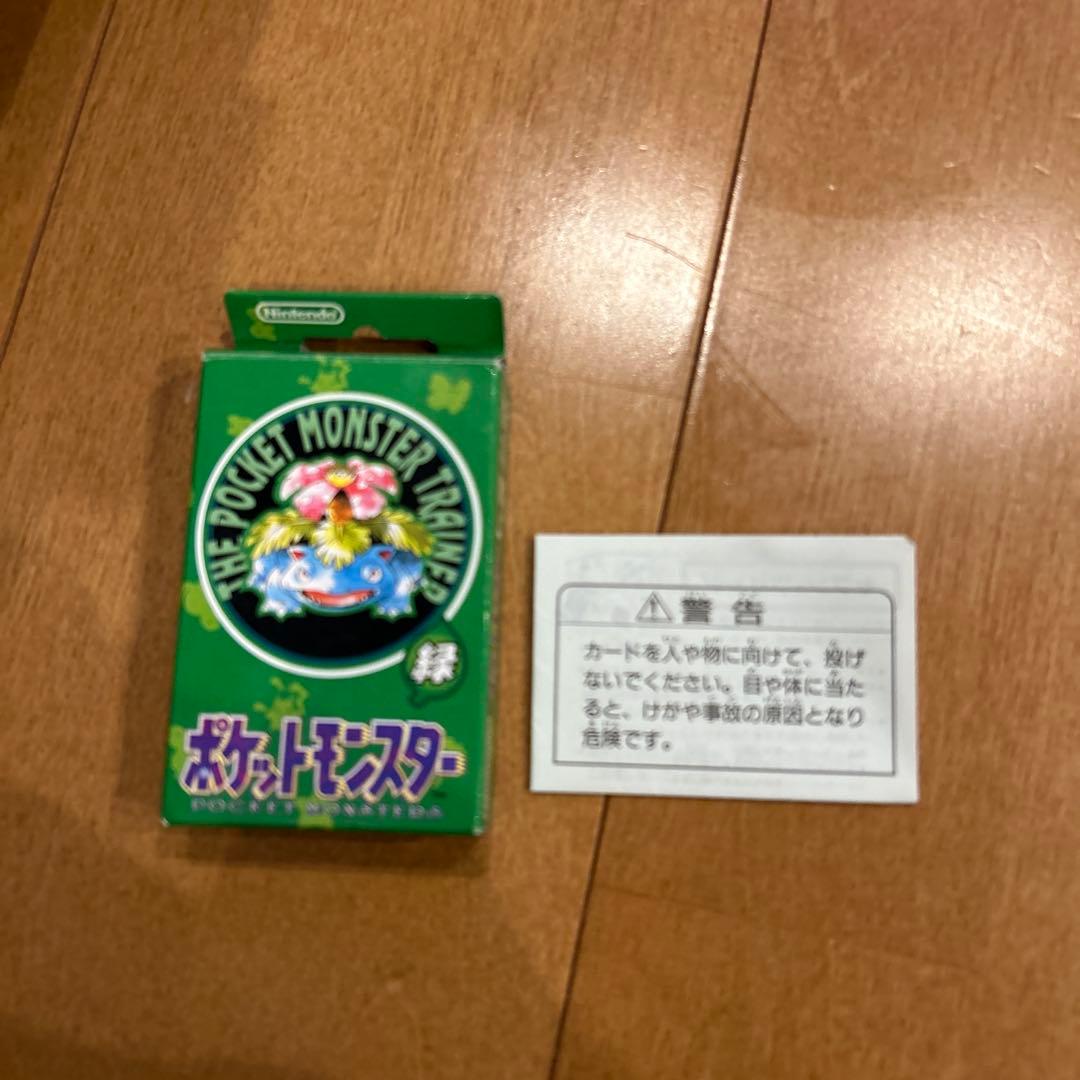 Nintendo
THE POCKET MONSTER TRAINER
緑
ポケットモンスター
POCKET MONSTERS
⚠警告
カードを人や物に向けて、投げ
ないでください。目や体に当た
ると、けがや事故の原因となり
危険です。